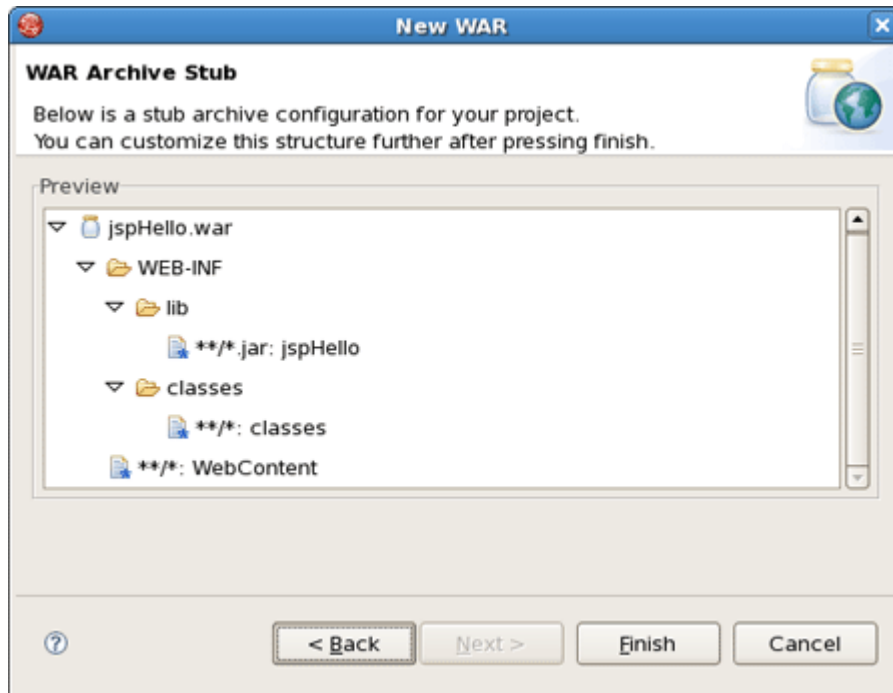 New WAR
WAR Archive Stub
Below is a stub archive configuration for your project.
You can customize this structure further after pressing finish.
Preview
jspHello.war
WEB-INF
lib
**/*.jar: jspHello
classes
**/*: classes
**/*: WebContent
? < Back Next > Finish Cancel